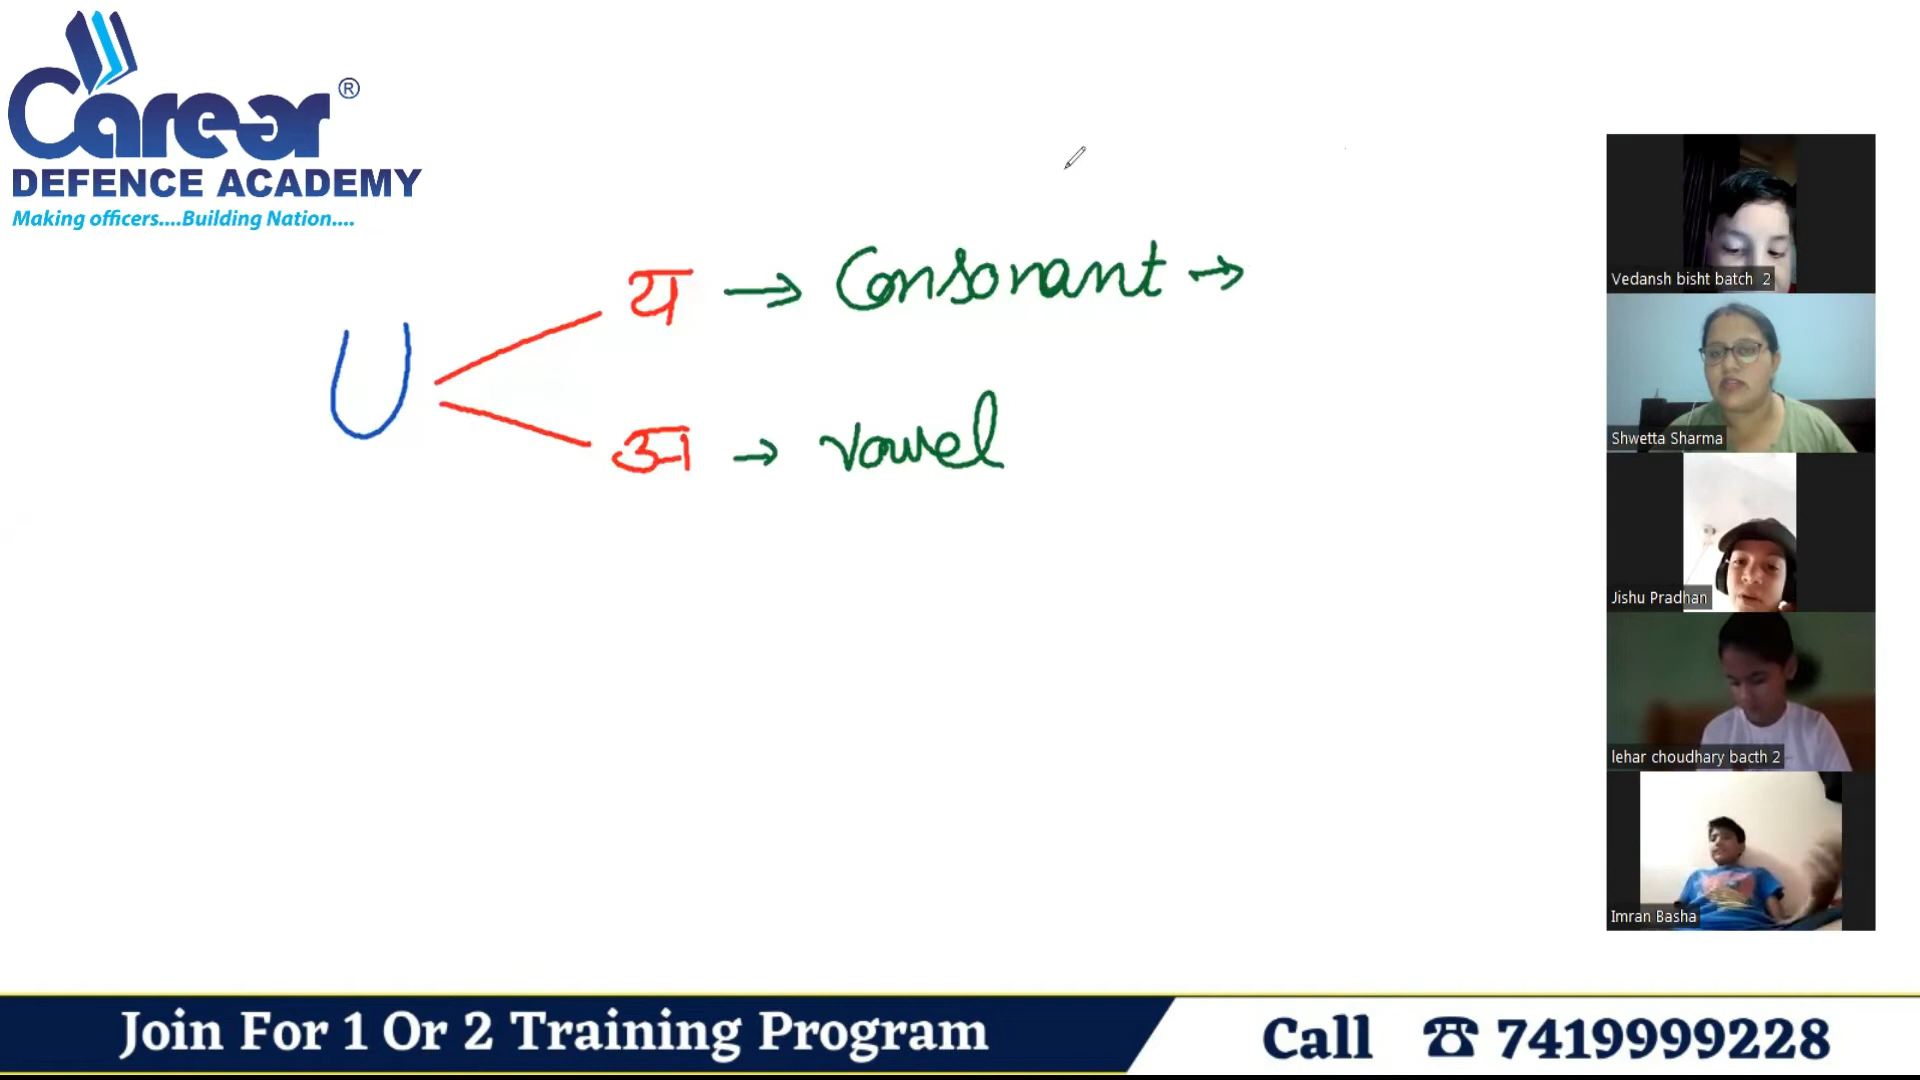 Carear ®
DEFENCE ACADEMY
Making officers....Building Nation....
य → Consonant →
U
अ → vowel
Vedansh bisht batch 2
Shwetta Sharma
Jishu Pradhan
lehar choudhary bacth 2
Imran Basha
Join For 1 Or 2 Training Program
Call ☎ 7419999228